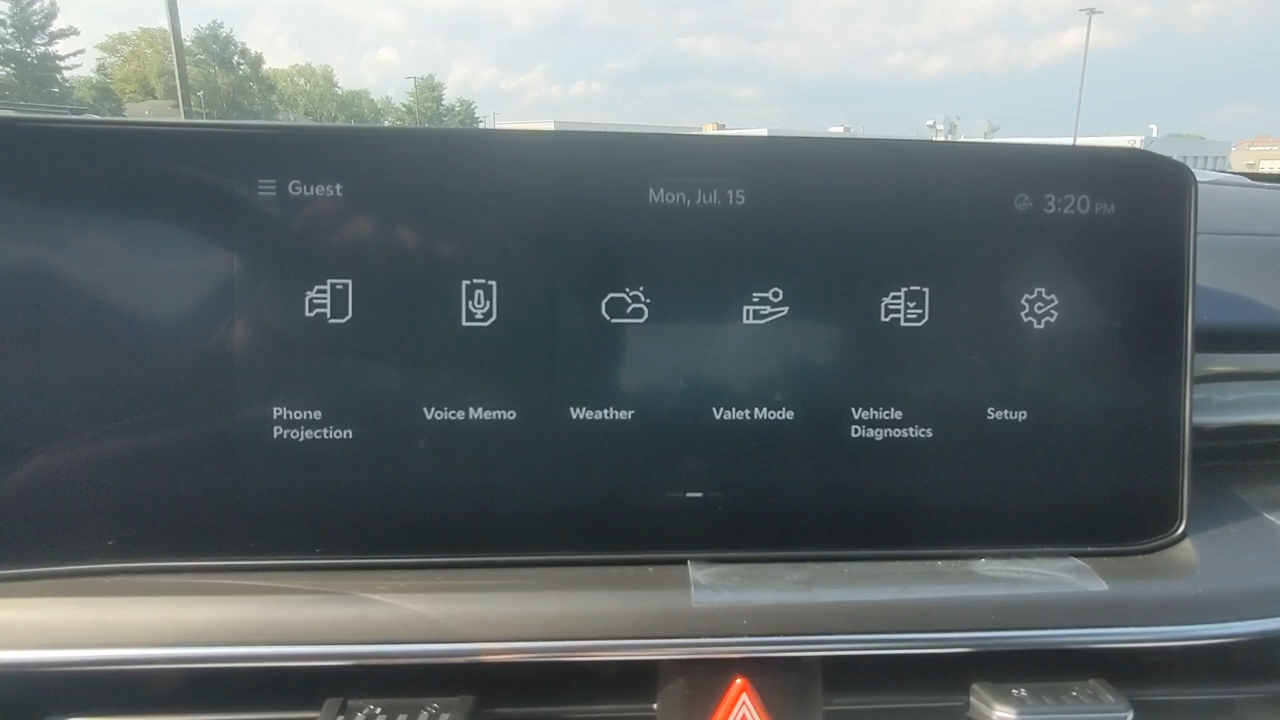 Guest
Mon, Jul. 15
3:20 PM
Phone
Projection
Voice Memo
Weather
Valet Mode
Vehicle
Diagnostics
Setup